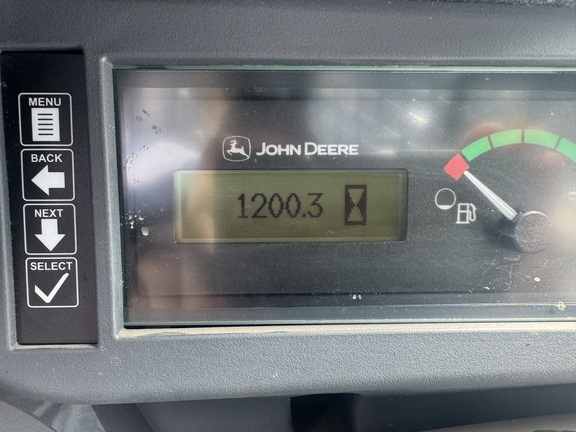 MENU
BACK
NEXT
SELECT
JOHN DEERE
1200.3